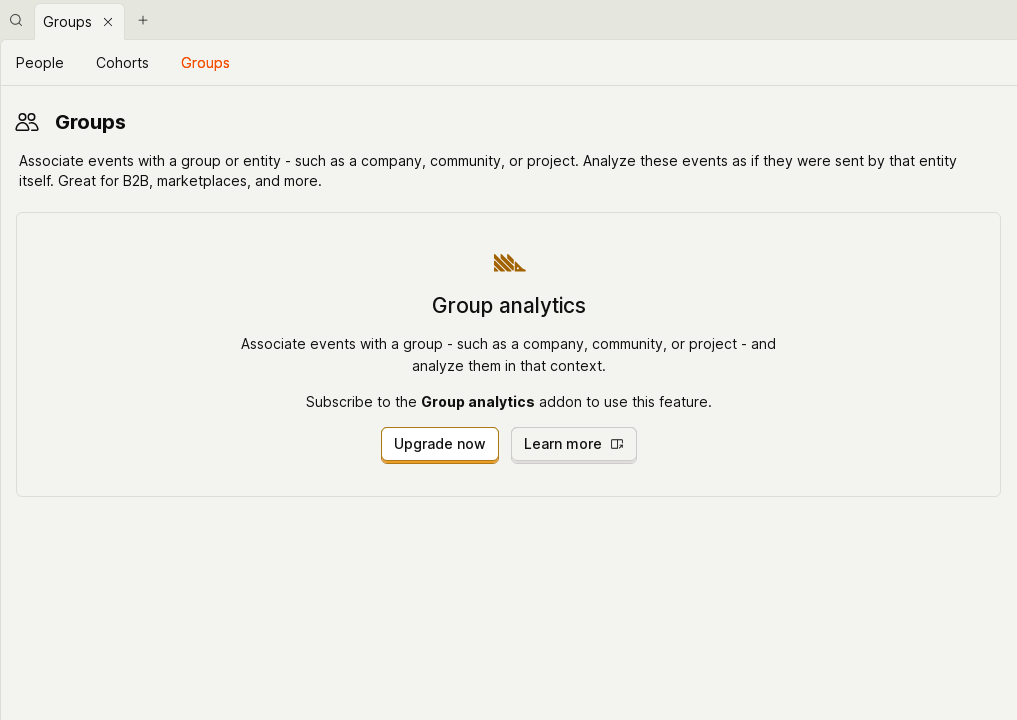 Groups
People Cohorts Groups
Groups
Associate events with a group or entity - such as a company, community, or project. Analyze these events as if they were sent by that entity
itself. Great for B2B, marketplaces, and more.
Group analytics
Associate events with a group - such as a company, community, or project - and
analyze them in that context.
Subscribe to the Group analytics addon to use this feature.
Upgrade now Learn more